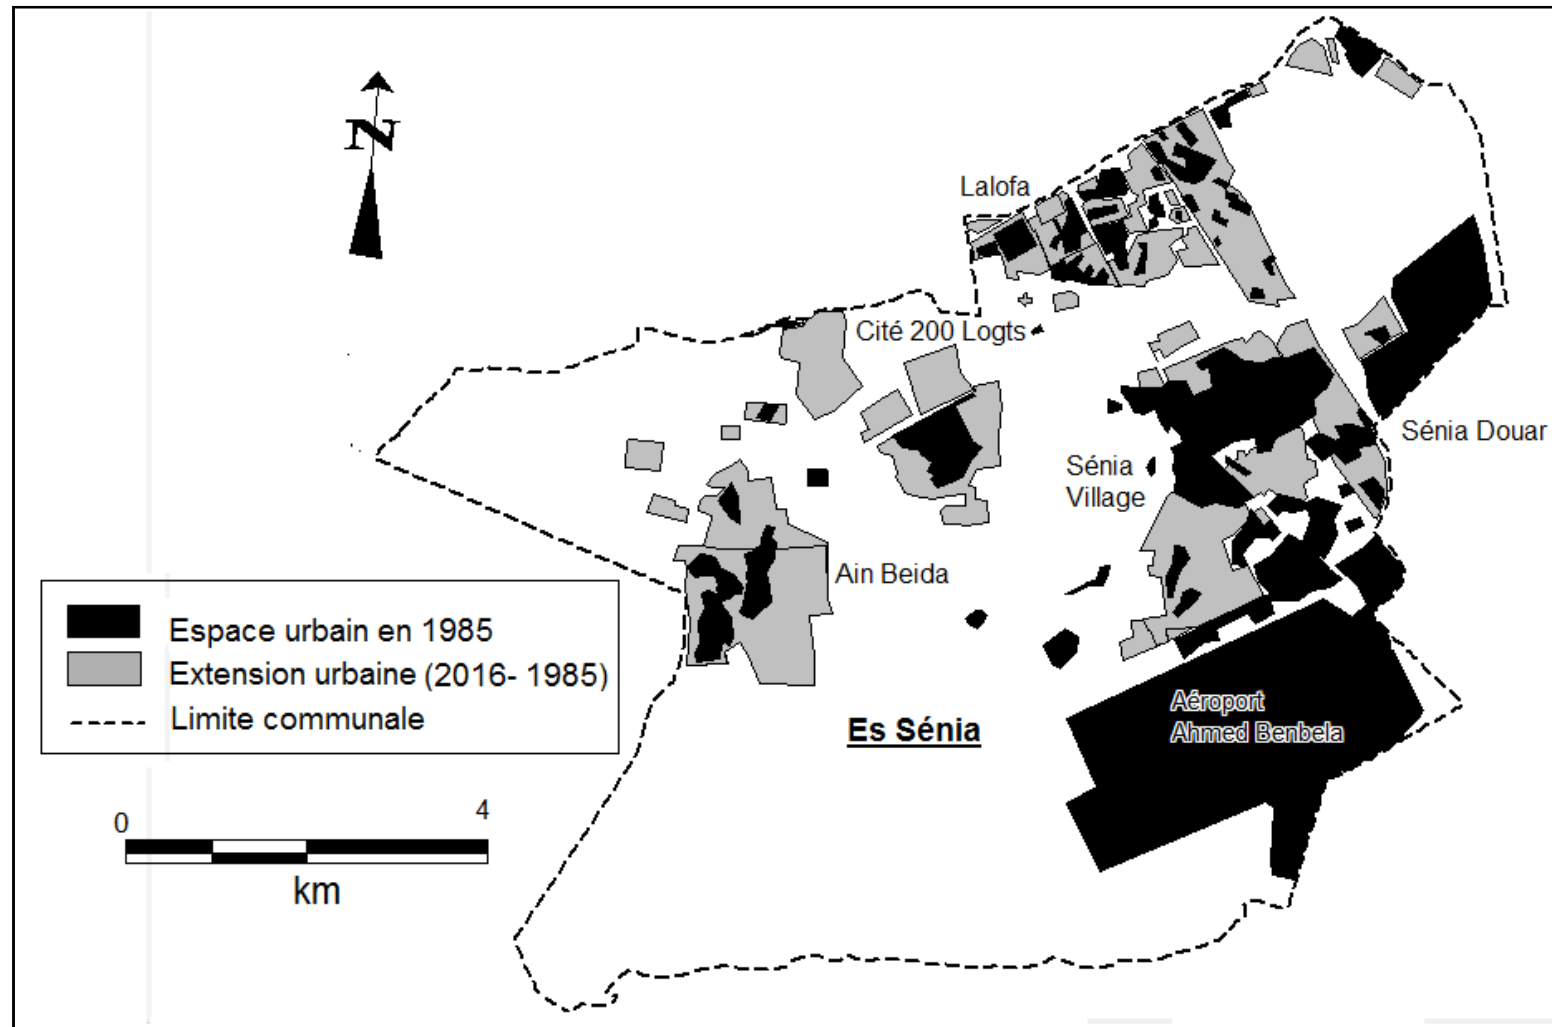 N
Lalofa
Cité 200 Logts
Sénia Douar
Sénia
Village
Ain Beida
Espace urbain en 1985
Extension urbaine (2016- 1985)
Limite communale
Es Sénia
Aéroport
Ahmed Benbela
0 4
km